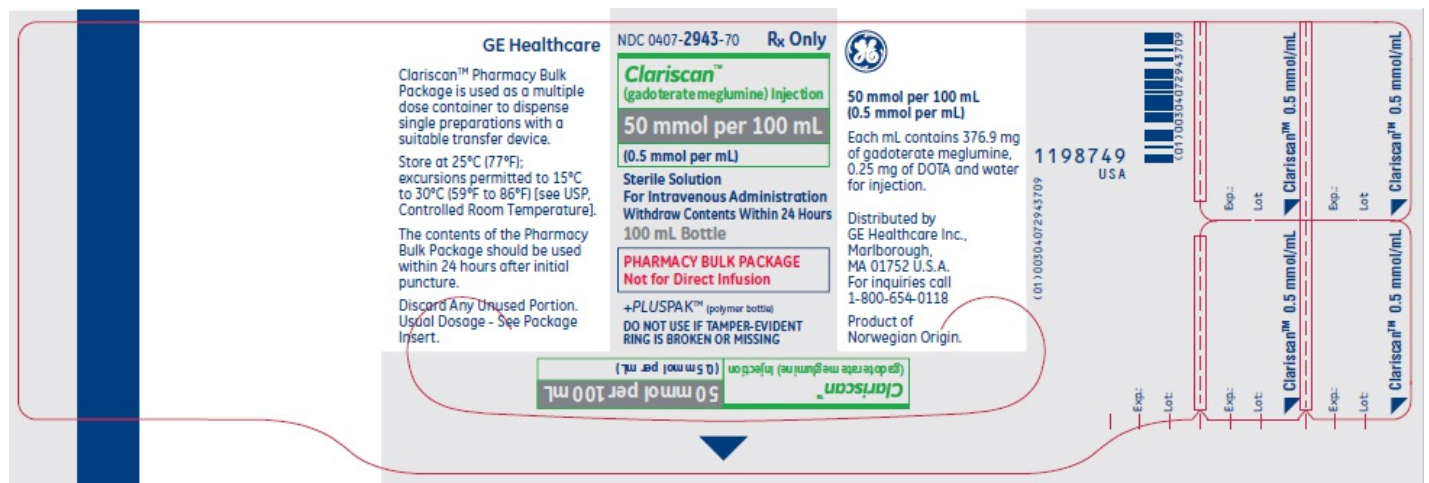 GE Healthcare
Clariscan™ Pharmacy Bulk
Package is used as a multiple
dose container to dispense
single preparations with a
suitable transfer device.
Store at 25°C (77°F);
excursions permitted to 15°C
to 30°C (59°F to 86°F) [see USP,
Controlled Room Temperature].
The contents of the Pharmacy
Bulk Package should be used
within 24 hours after initial
puncture.
Discard Any Unused Portion.
Usual Dosage - See Package
Insert.
NDC 0407-2943-70 Rx Only
Clariscan™
(gadoterate meglumine) Injection
50 mmol per 100 mL
(0.5 mmol per mL)
Sterile Solution
For Intravenous Administration
Withdraw Contents Within 24 Hours
100 mL Bottle
PHARMACY BULK PACKAGE
Not for Direct Infusion
+PLUSPAK™ (polymer bottle)
DO NOT USE IF TAMPER-EVIDENT
RING IS BROKEN OR MISSING
Clariscan™
(gadoterate meglumine) Injection
50 mmol per 100 mL
(0.5 mmol per mL)
GE
50 mmol per 100 mL
(0.5 mmol per mL)
Each mL contains 376.9 mg
of gadoterate meglumine,
0.25 mg of DOTA and water
for injection.
Distributed by
GE Healthcare Inc.,
Marlborough,
MA 01752 U.S.A.
For inquiries call
1-800-654-0118
Product of
Norwegian Origin.
1198749
USA
(01)00304072943709
(01)00304072943709
Exp.:
Lot:
Clariscan™ 0.5 mmol/mL
Exp.:
Lot:
Clariscan™ 0.5 mmol/mL
Exp.:
Lot:
Exp.:
Lot:
Clariscan™ 0.5 mmol/mL
Exp.:
Lot:
Clariscan™ 0.5 mmol/mL